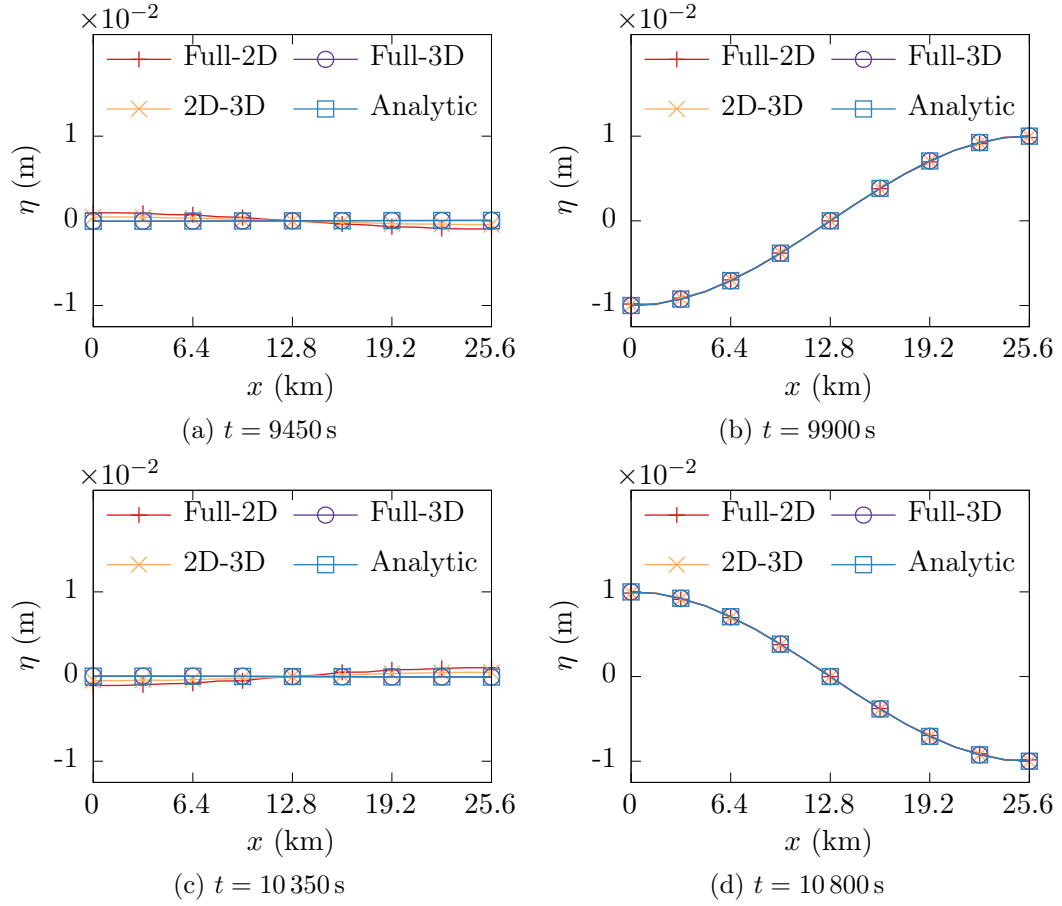 ×10⁻²
Full-2D Full-3D
2D-3D Analytic
1
0
-1
η (m)
0 6.4 12.8 19.2 25.6
x (km)
(a) t = 9450 s
×10⁻²
Full-2D Full-3D
2D-3D Analytic
1
0
-1
η (m)
0 6.4 12.8 19.2 25.6
x (km)
(b) t = 9900 s
×10⁻²
Full-2D Full-3D
2D-3D Analytic
1
0
-1
η (m)
0 6.4 12.8 19.2 25.6
x (km)
(c) t = 10 350 s
×10⁻²
Full-2D Full-3D
2D-3D Analytic
1
0
-1
η (m)
0 6.4 12.8 19.2 25.6
x (km)
(d) t = 10 800 s